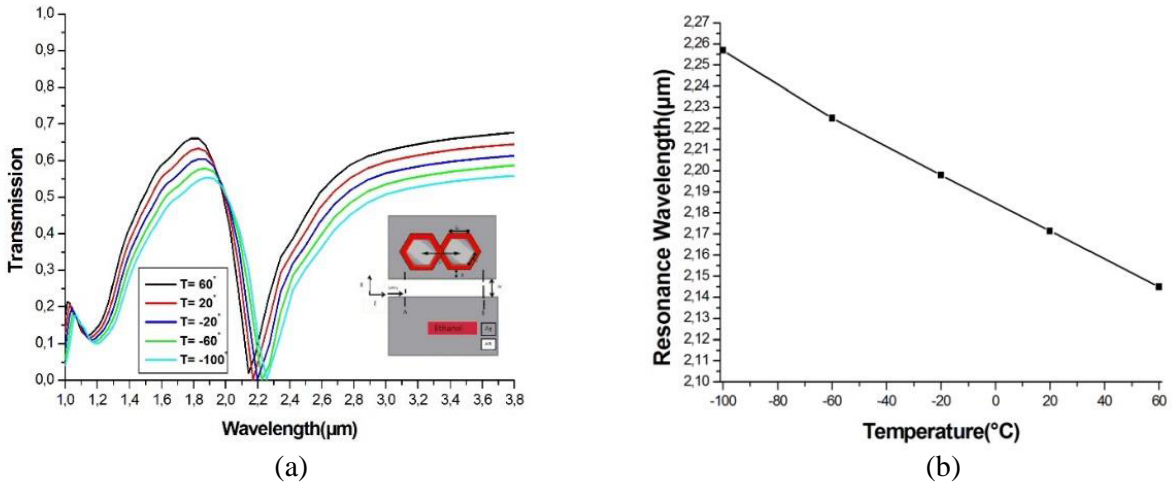 1,0
0,9
0,8
0,7
0,6
0,5
0,4
0,3
0,2
0,1
0,0
Transmission
T= 60°
T= 20°
T= -20°
T= -60°
T= -100°
Ethanol
Ag
1,0 1,2 1,4 1,6 1,8 2,0 2,2 2,4 2,6 2,8 3,0 3,2 3,4 3,6 3,8
Wavelength(μm)
(a)
2,27
2,26
2,25
2,24
2,23
2,22
2,21
2,20
2,19
2,18
2,17
2,16
2,15
2,14
2,13
2,12
2,11
2,10
Resonance Wavelength(μm)
-100 -80 -60 -40 -20 0 20 40 60
Temperature(°C)
(b)